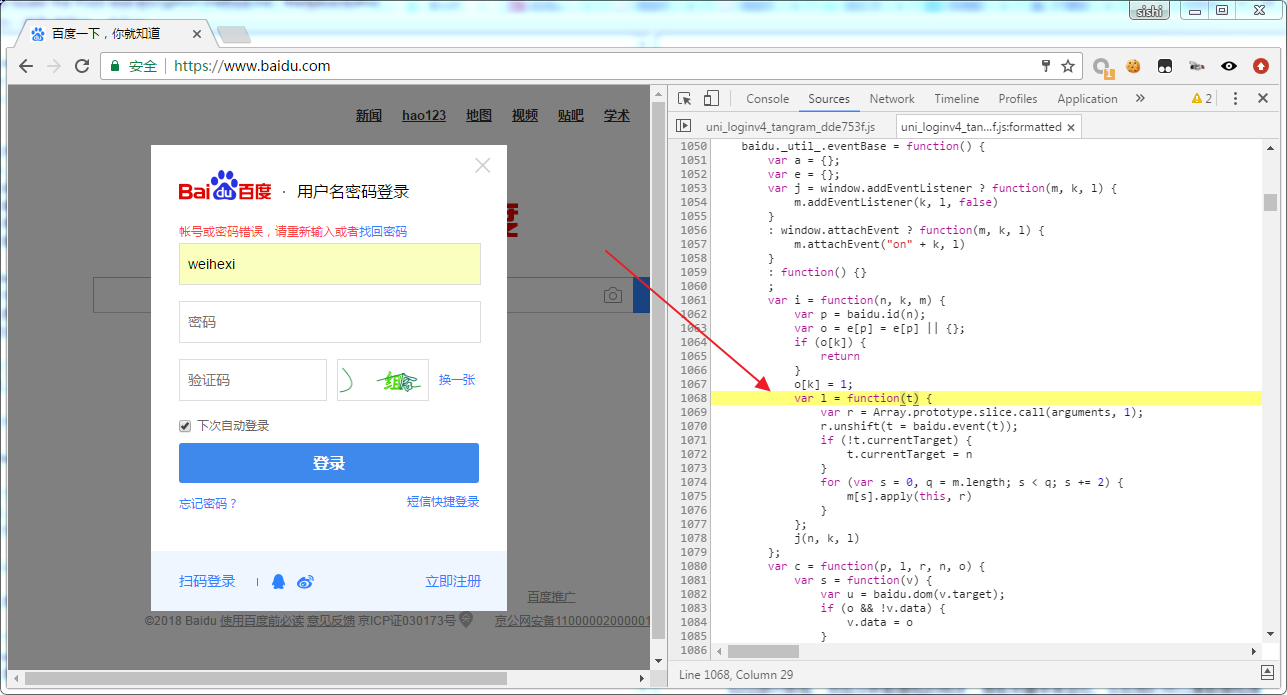 sishi
百度一下，你就知道
安全 https://www.baidu.com
1
新闻 hao123 地图 视频 贴吧 学术
Bai du 百度 · 用户名密码登录
度
帐号或密码错误，请重新输入或者找回密码
weihexi
密码
验证码 换一张
下次自动登录
登录
忘记密码？ 短信快捷登录
扫码登录 立即注册
百度推广
©2018 Baidu 使用百度前必读 意见反馈 京ICP证030173号 京公网安备11000002000001
Console Sources Network Timeline Profiles Application » 2
uni_loginv4_tangram_dde753f.js uni_loginv4_tan…f.js:formatted
1050 baidu._util_.eventBase = function() {
1051 var a = {};
1052 var e = {};
1053 var j = window.addEventListener ? function(m, k, l) {
1054 m.addEventListener(k, l, false)
1055 }
1056 : window.attachEvent ? function(m, k, l) {
1057 m.attachEvent("on" + k, l)
1058 }
1059 : function() {}
1060 ;
1061 var i = function(n, k, m) {
1062 var p = baidu.id(n);
1063 var o = e[p] = e[p] || {};
1064 if (o[k]) {
1065 return
1066 }
1067 o[k] = 1;
1068 var l = function(t) {
1069 var r = Array.prototype.slice.call(arguments, 1);
1070 r.unshift(t = baidu.event(t));
1071 if (!t.currentTarget) {
1072 t.currentTarget = n
1073 }
1074 for (var s = 0, q = m.length; s < q; s += 2) {
1075 m[s].apply(this, r)
1076 }
1077 };
1078 j(n, k, l)
1079 };
1080 var c = function(p, l, r, n, o) {
1081 var s = function(v) {
1082 var u = baidu.dom(v.target);
1083 if (o && !v.data) {
1084 v.data = o
1085 }
1086
Line 1068, Column 29